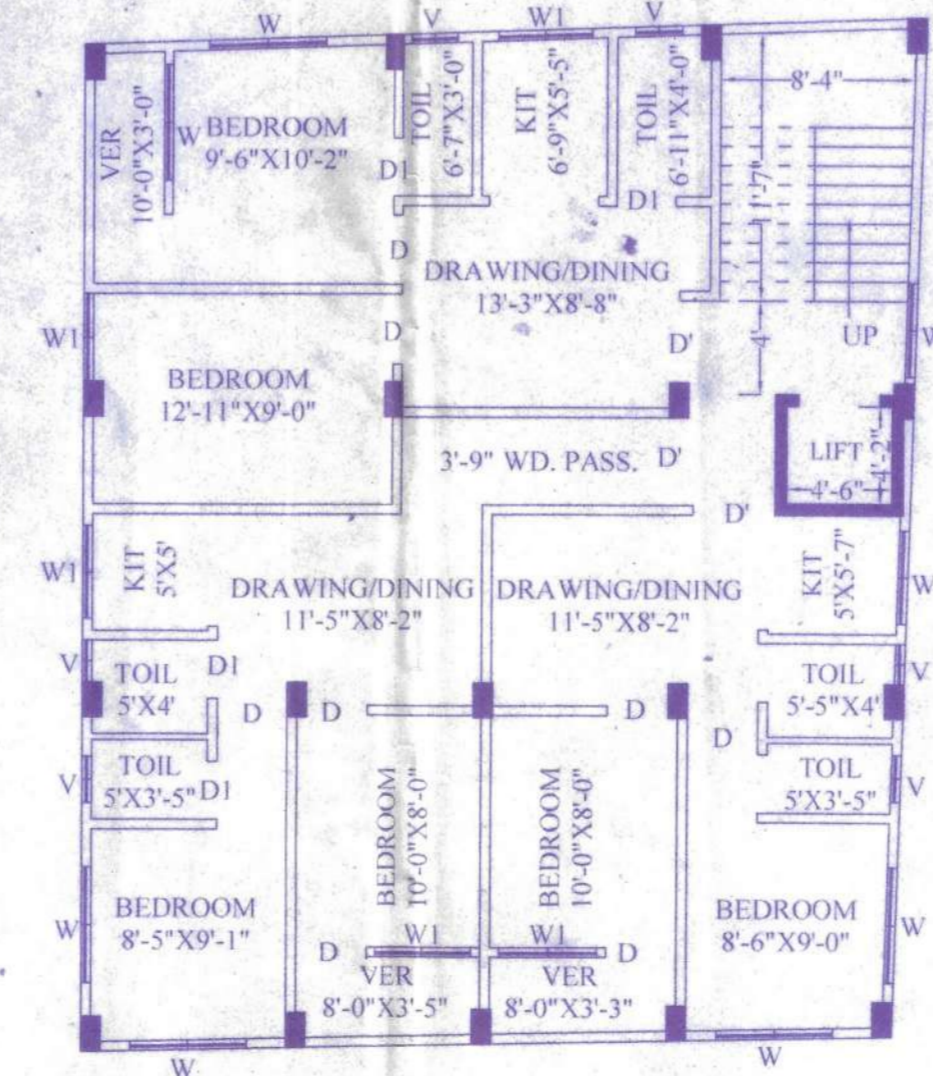 W
V
W1
V
VER
10'-0"X3'-0"
W
BEDROOM
9'-6"X10'-2"
D1
TOIL
6'-7"X3'-0"
KIT
6'-9"X5'-5"
TOIL
6'-11"X4'-0"
D1
8'-4"
D
DRAWING/DINING
13'-3"X8'-8"
W1
D
D'
4'
UP
W
BEDROOM
12'-11"X9'-0"
3'-9" WD. PASS.
D'
LIFT
4'-2"
4'-6"
D'
W1
KIT
5'X5'
DRAWING/DINING
11'-5"X8'-2"
DRAWING/DINING
11'-5"X8'-2"
KIT
5'X5'-7"
W
V
TOIL
5'X4'
D1
D
D
D
D
TOIL
5'-5"X4'
V
V
TOIL
5'X3'-5"
D1
BEDROOM
10'-0"X8'-0"
BEDROOM
10'-0"X8'-0"
TOIL
5'X3'-5"
V
W
BEDROOM
8'-5"X9'-1"
D
W1
W1
D
BEDROOM
8'-6"X9'-0"
W
VER
8'-0"X3'-5"
VER
8'-0"X3'-3"
W
W